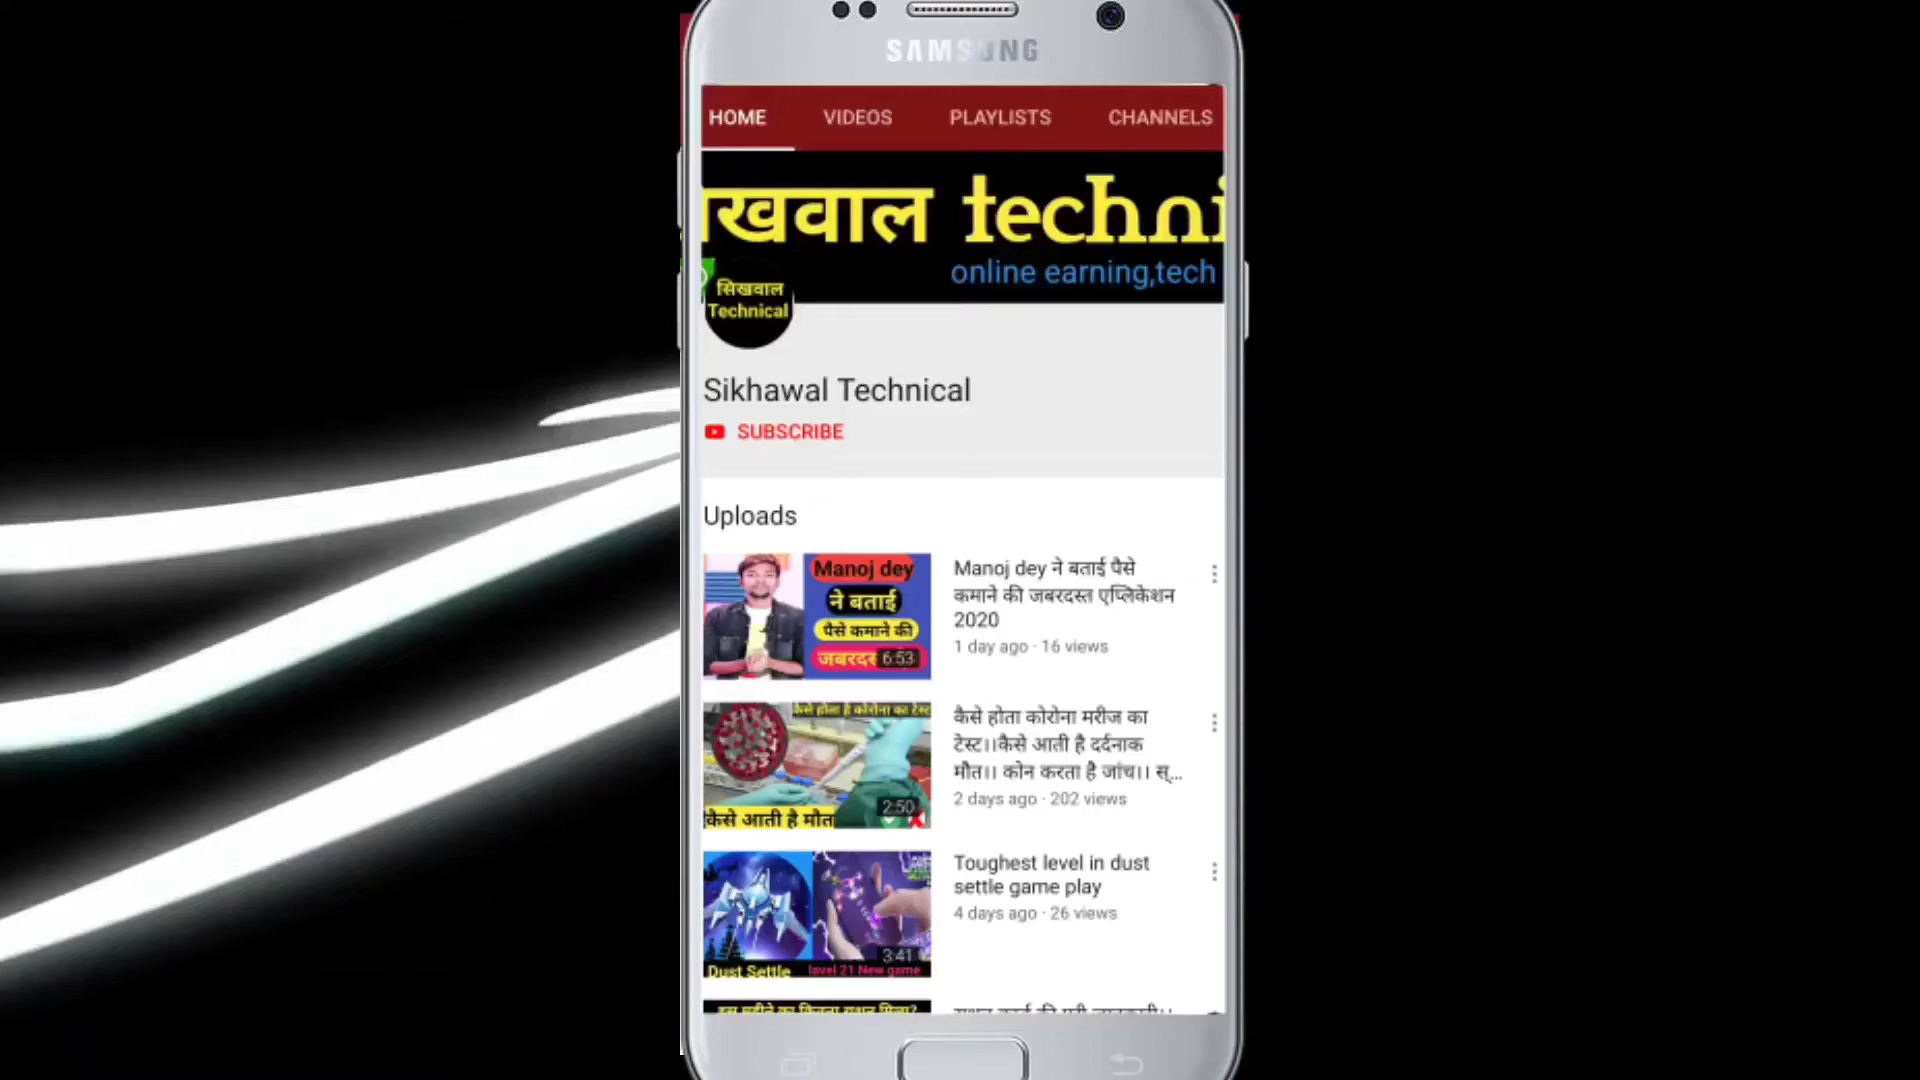 SAMSUNG
HOME VIDEOS PLAYLISTS CHANNELS
online earning,tech
सिखवाल
Technical
Sikhawal Technical
SUBSCRIBE
Uploads
Manoj dey
ने बताई
पैसे कमाने की
6:53
Manoj dey ने बताई पैसे
कमाने की जबरदस्त एप्लिकेशन
2020
1 day ago · 16 views
कैसे होता है कोरोना का टेस्ट
2:50
कैसे आती है मौत
कैसे होता कोरोना मरीज का
टेस्ट।।कैसे आती है दर्दनाक
मौत।। कोन करता है जांच।। स्...
2 days ago · 202 views
3:41
Dust Settle
level 21 New game
Toughest level in dust
settle game play
4 days ago · 26 views